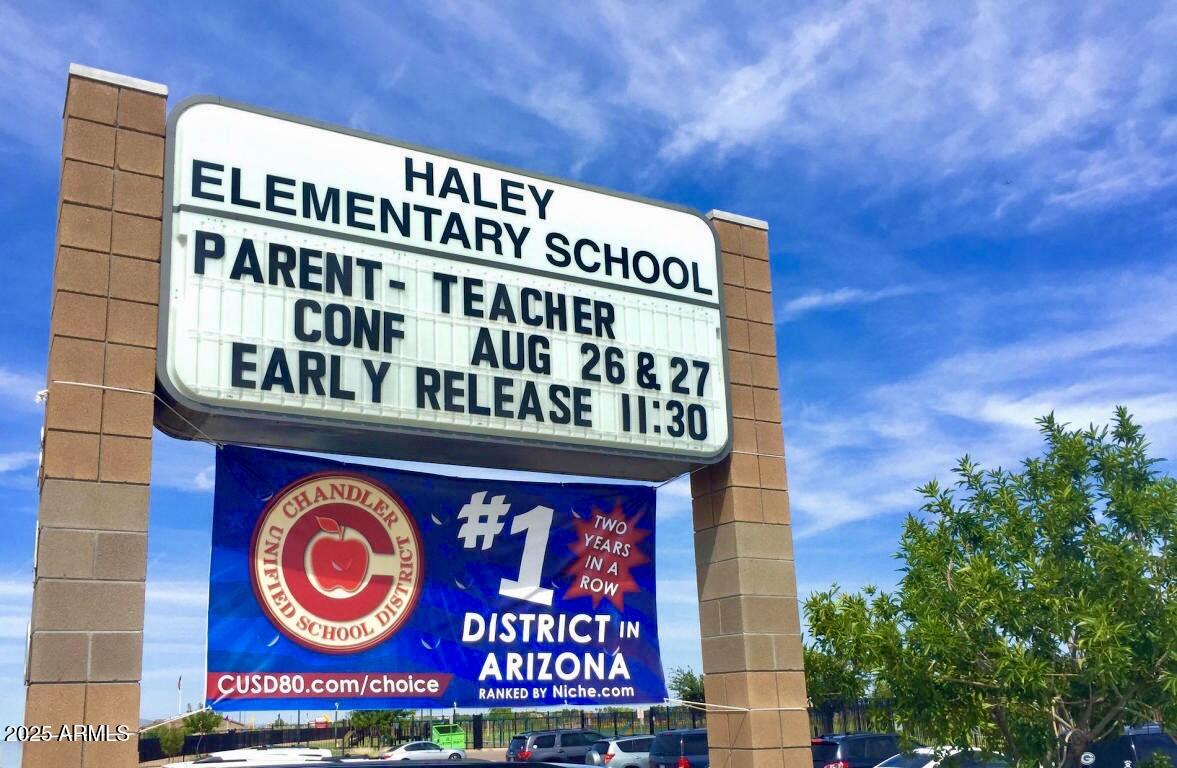 HALEY
ELEMENTARY SCHOOL
PARENT- TEACHER
CONF AUG 26 & 27
EARLY RELEASE 11:30
CHANDLER
UNIFIED SCHOOL DISTRICT
C
#1
TWO
YEARS
IN A
ROW
DISTRICT IN
ARIZONA
RANKED BY Niche.com
CUSD80.com/choice
2025 ARMLS